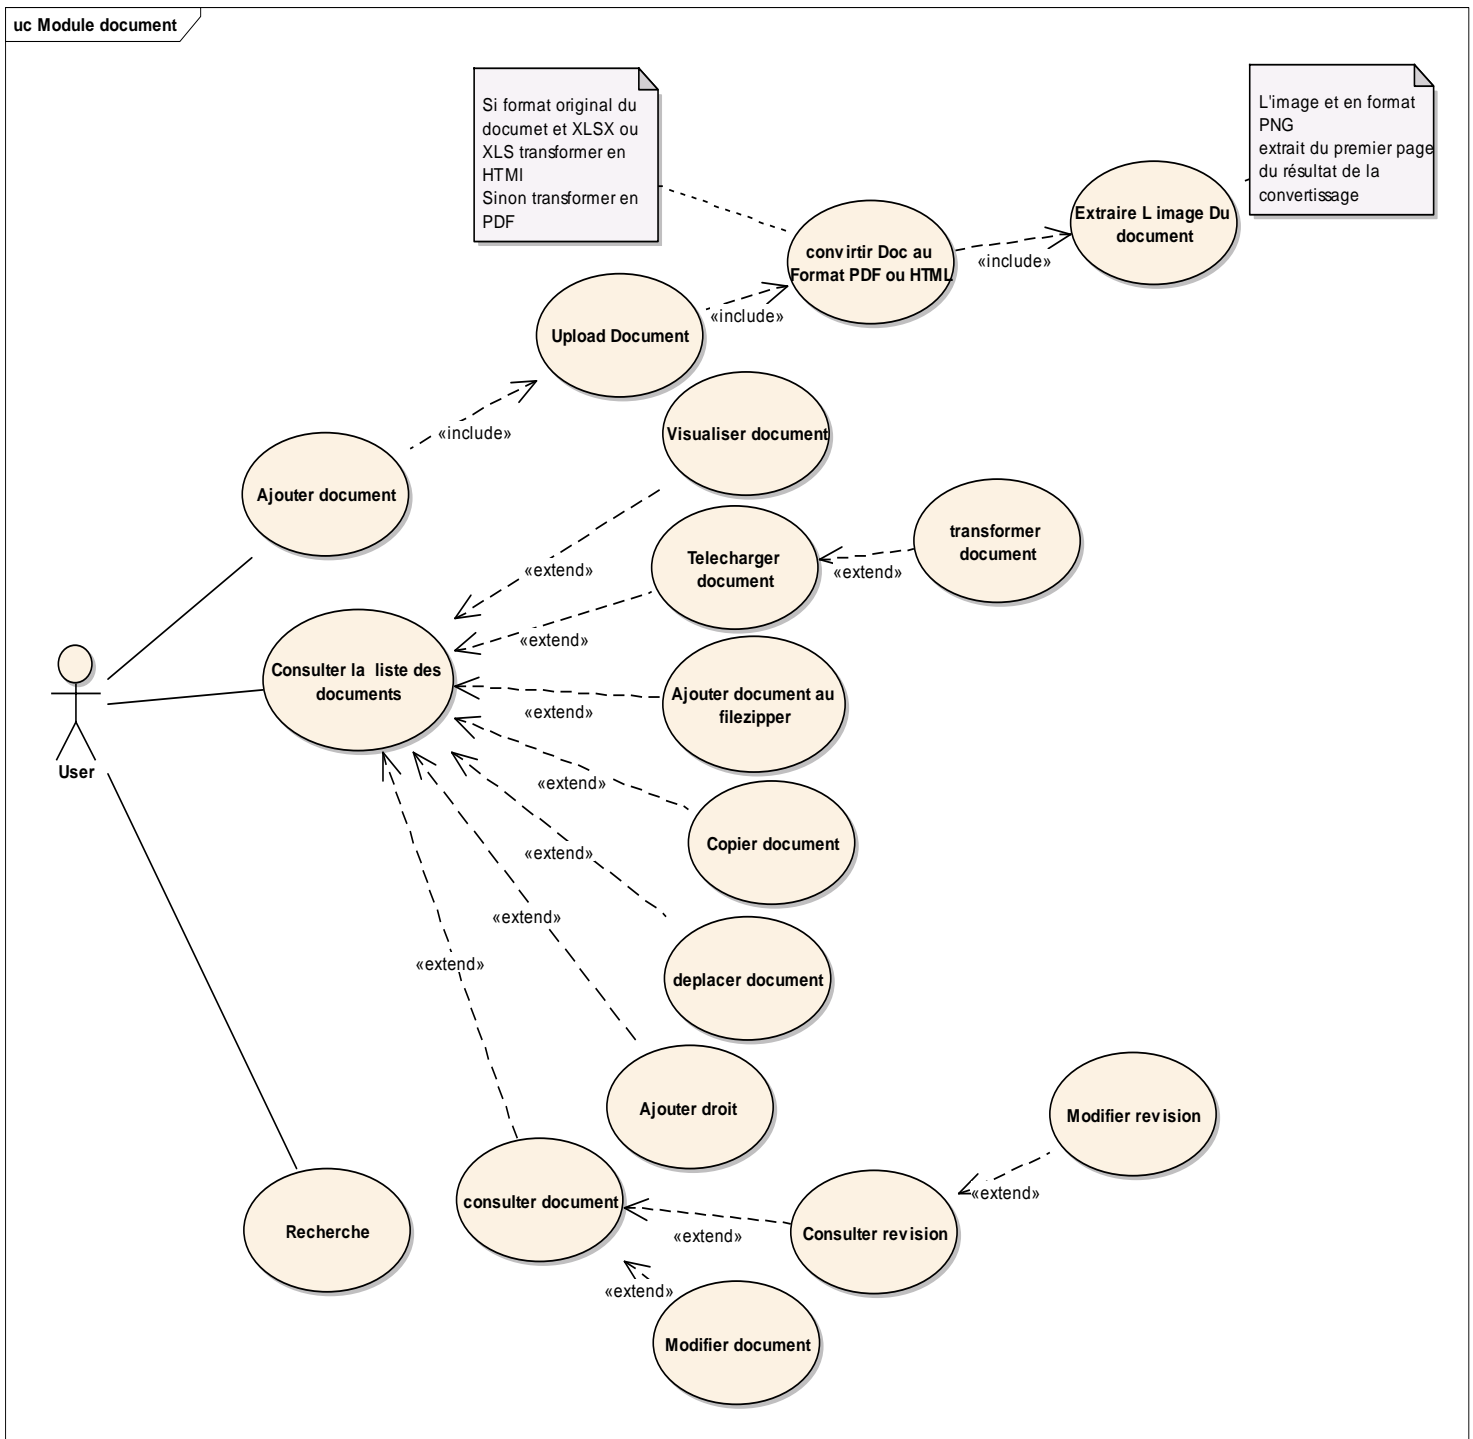 uc Module document
Si format original du
documet et XLSX ou
XLS transformer en
HTMl
Sinon transformer en
PDF
L'image et en format
PNG
extrait du premier page
du résultat de la
convertissage
Extraire L image Du
document
convirtir Doc au
Format PDF ou HTML
«include»
Upload Document
«include»
«include»
Ajouter document
Visualiser document
transformer
document
Telecharger
document
«extend»
«extend»
«extend»
Consulter la liste des
documents
Ajouter document au
filezipper
«extend»
User
«extend»
Copier document
«extend»
«extend»
«extend»
deplacer document
Ajouter droit
Modifier revision
consulter document
«extend»
Recherche
Consulter revision
«extend»
«extend»
Modifier document